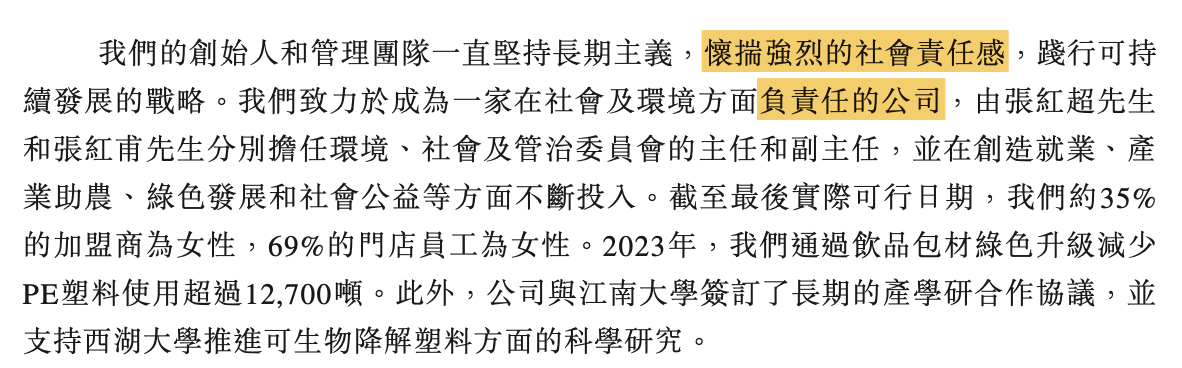 我們的創始人和管理團隊一直堅持長期主義，懷揣強烈的社會責任感，踐行可持
續發展的戰略。我們致力於成為一家在社會及環境方面負責任的公司，由張紅超先生
和張紅甫先生分別擔任環境、社會及管治委員會的主任和副主任，並在創造就業、產
業助農、綠色發展和社會公益等方面不斷投入。截至最後實際可行日期，我們約35%
的加盟商為女性，69%的門店員工為女性。2023年，我們通過飲品包材綠色升級減少
PE塑料使用超過12,700噸。此外，公司與江南大學簽訂了長期的產學研合作協議，並
支持西湖大學推進可生物降解塑料方面的科學研究。